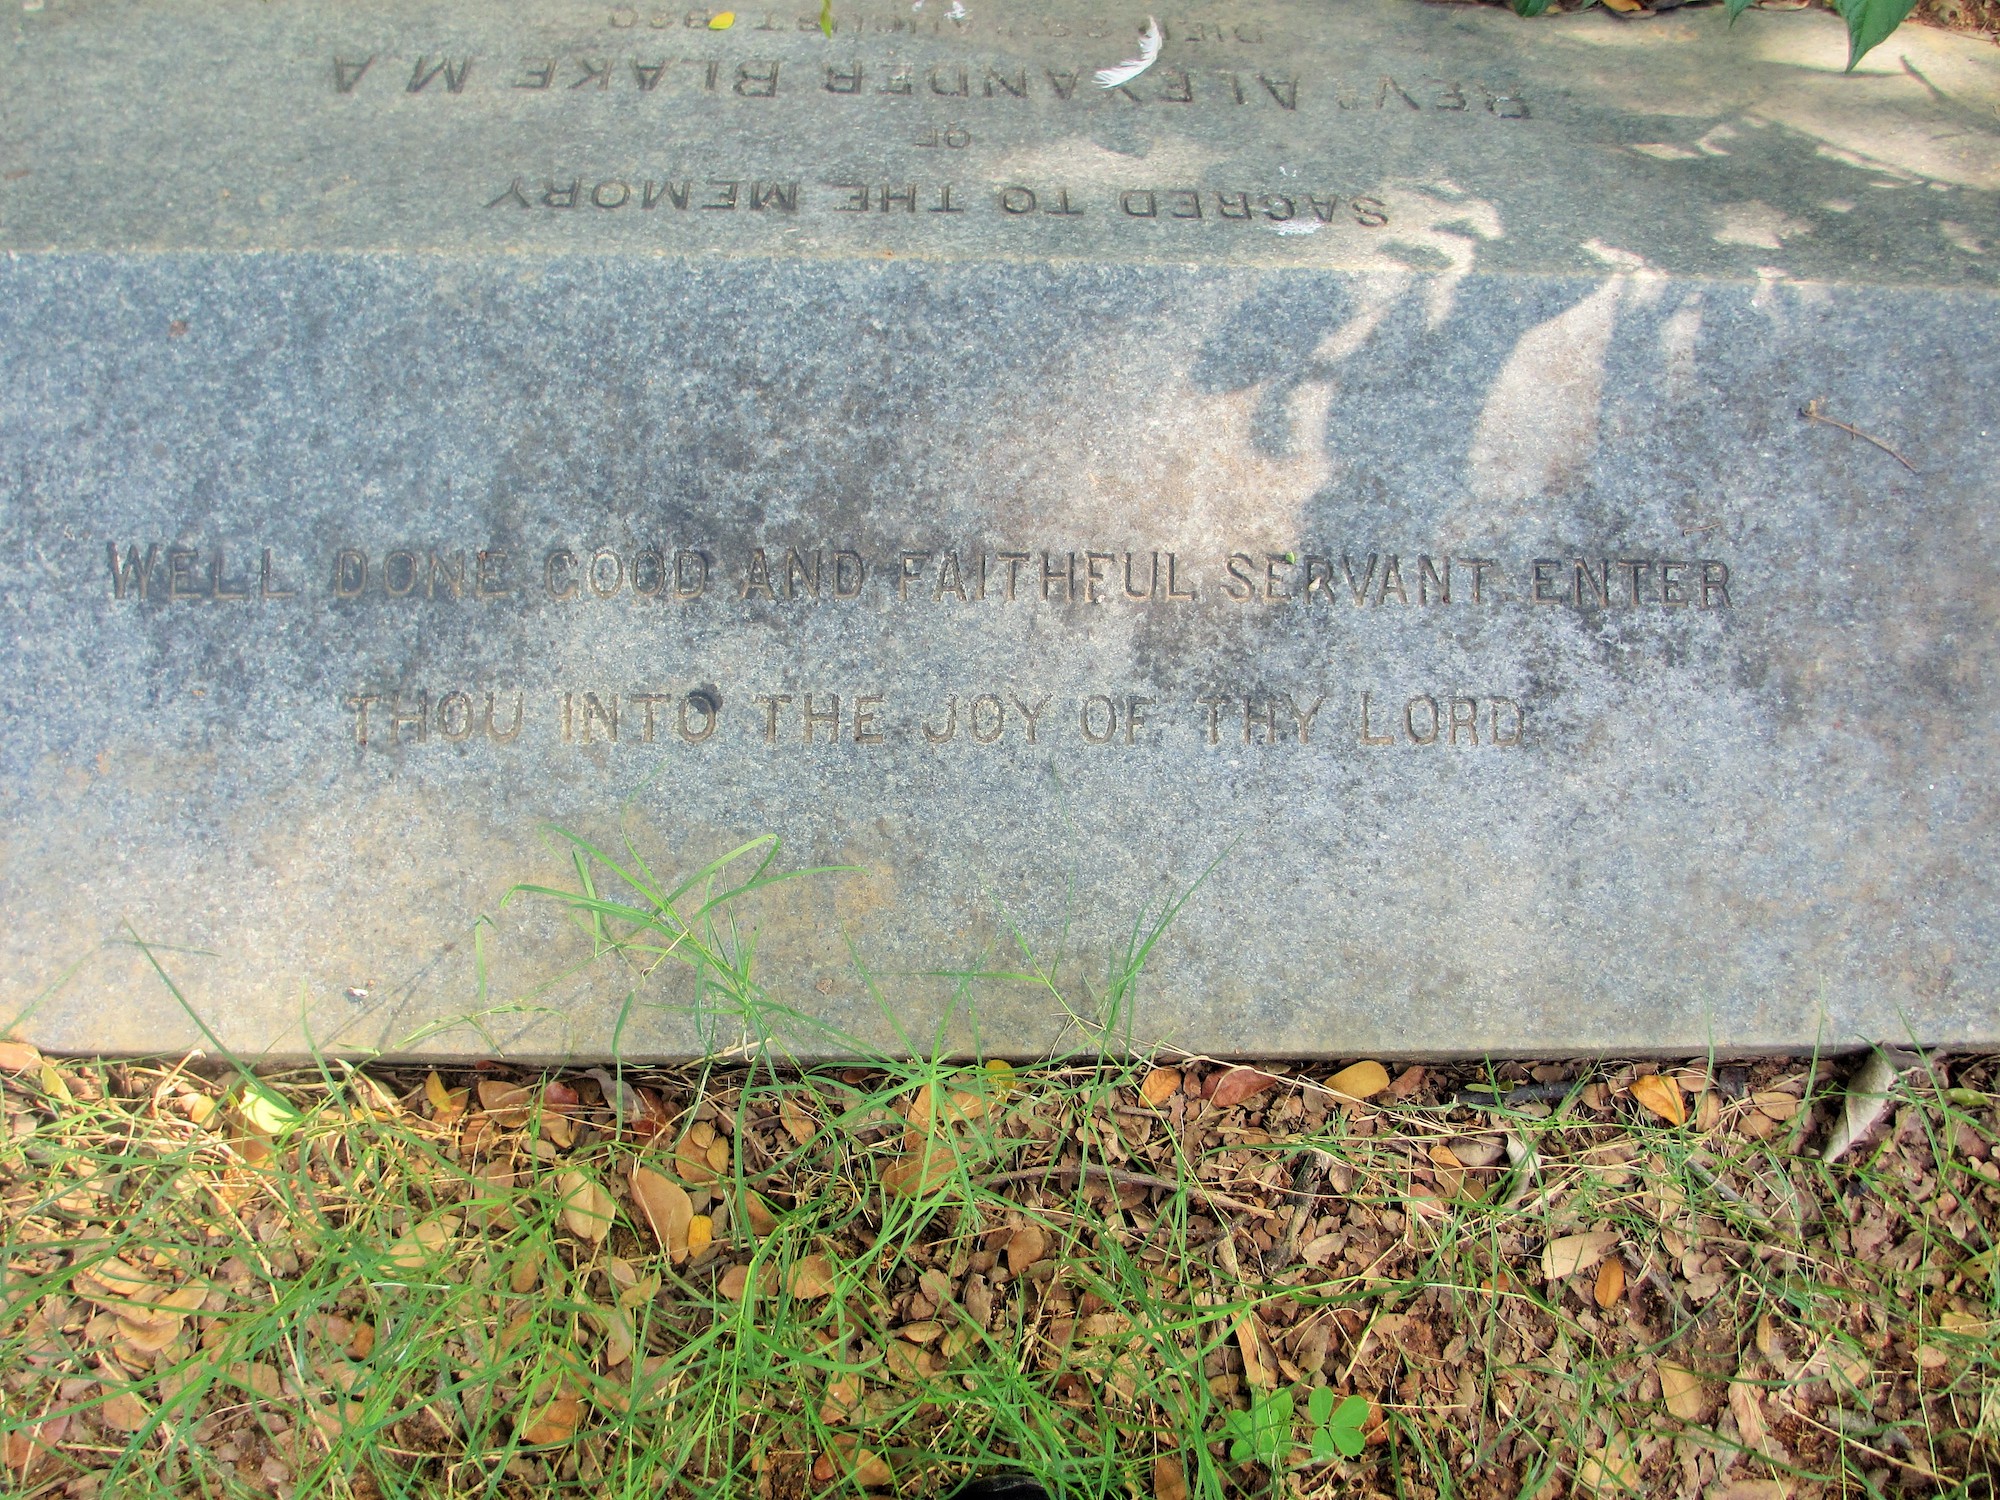 SACRED TO THE MEMORY
OF
REVD ALEXANDER BLAKE M.A
WELL DONE GOOD AND FAITHFUL SERVANT ENTER
THOU INTO THE JOY OF THY LORD.